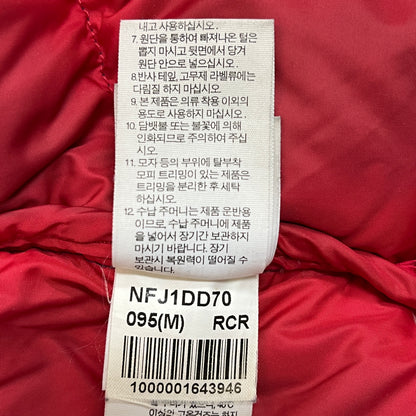 내고 사용하십시오.
7. 원단을 통하여 빠져나온 털은
뽑지 마시고 뒷면에서 당겨
원단 안으로 넣으십시오.
8. 반사 테잎, 고무제 라벨류에는
다림질 하지 마십시오.
9. 본 제품은 의류 착용 이외의
용도로 사용하지 마십시오.
10. 담뱃불 또는 불꽃에 의해
인화되므로 주의하여 주십
시오.
11. 모자 등의 부위에 탈부착
모피 트리밍이 있는 제품은
트리밍을 분리한 후 세탁
하십시오.
12. 수납 주머니는 제품 운반용
이므로, 수납 주머니에 제품
을 넣어서 장기간 보관하지
마시기 바랍니다. 장기
보관시 복원력이 떨어질 수
있습니다.
NFJ1DD70
095(M) RCR
1000001643946